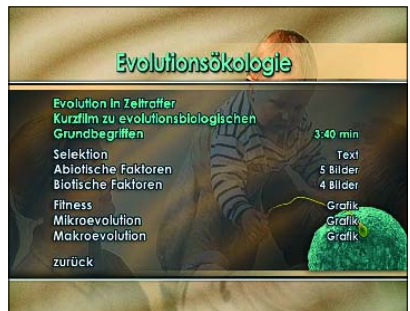 Evolutionsökologie
Evolution in Zeitraffer
Kurzfilm zu evolutionsbiologischen
Grundbegriffen 3:40 min
Selektion Text
Abiotische Faktoren 5 Bilder
Biotische Faktoren 4 Bilder
Fitness Grafik
Mikroevolution Grafik
Makroevolution Grafik
zurück